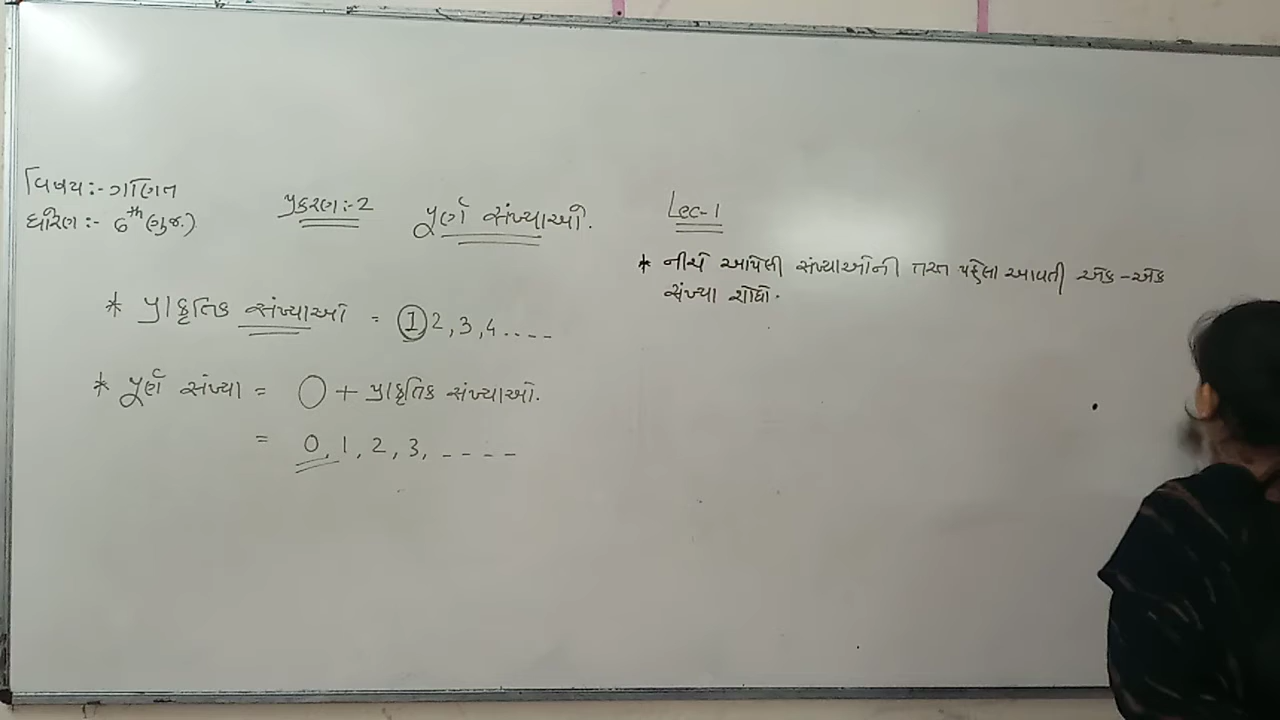 વિષય:- ગણિત
ધોરણ:- 6th (ગુજ.)
પ્રકરણ:-2
પૂર્ણ સંખ્યાઓ.
Lec-1
* પ્રાકૃતિક સંખ્યાઓ = 1 2, 3, 4 . . . .
* પૂર્ણ સંખ્યા = 0 + પ્રાકૃતિક સંખ્યાઓ.
= 0, 1, 2, 3, - - - -
* નીચે આપેલી સંખ્યાઓની તરત પહેલા આવતી એક-એક
સંખ્યા શોધો.